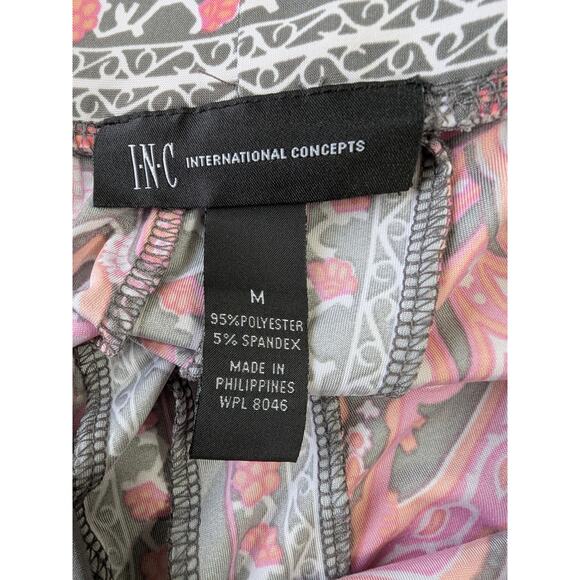 I·N·C INTERNATIONAL CONCEPTS
M
95%POLYESTER
5% SPANDEX
MADE IN
PHILIPPINES
WPL 8046